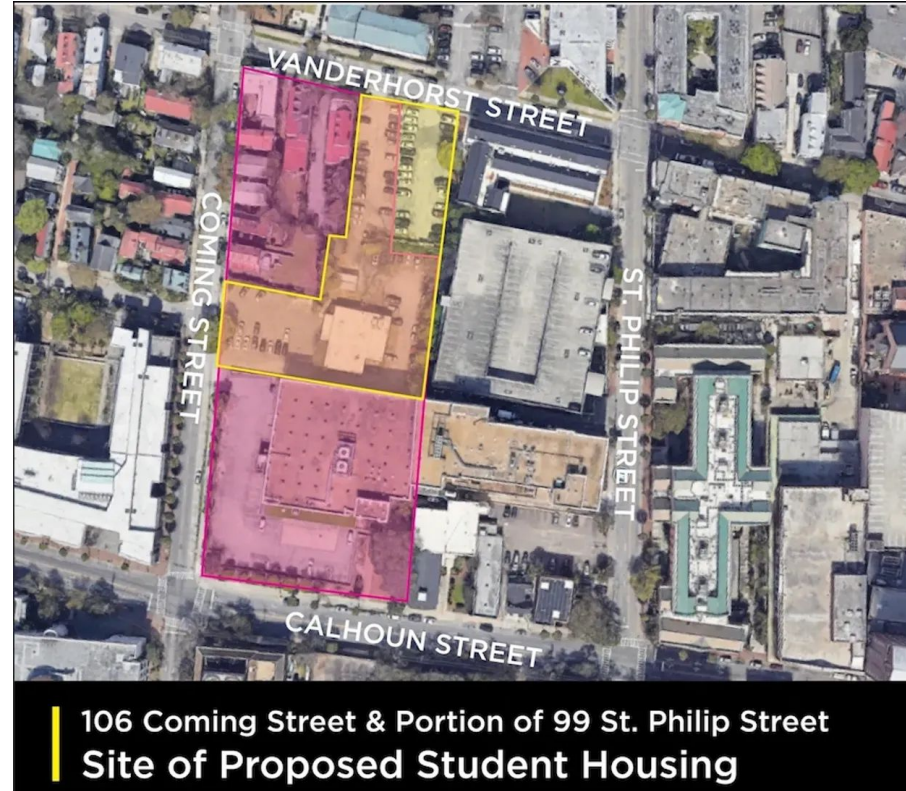 VANDERHORST STREET
COMING STREET
ST. PHILIP STREET
CALHOUN STREET
106 Coming Street & Portion of 99 St. Philip Street
Site of Proposed Student Housing